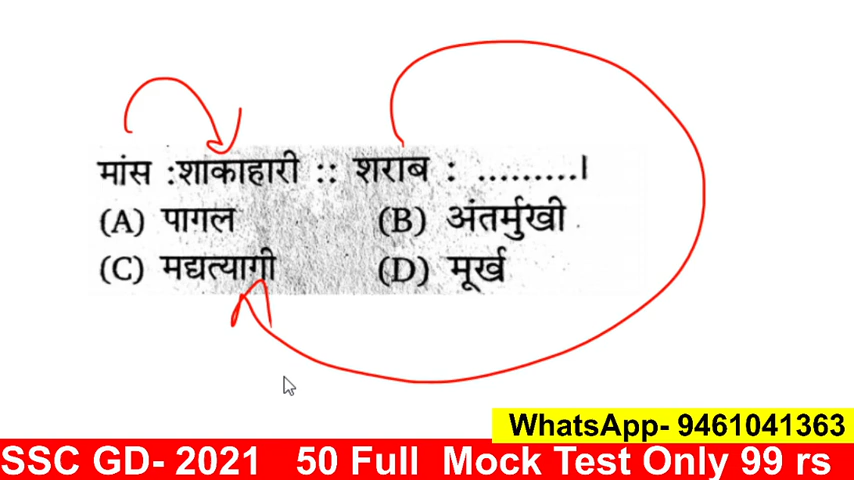 मांस :शाकाहारी :: शराब : .........।
(A) पागल (B) अंतर्मुखी
(C) मद्यत्यागी (D) मूर्ख
WhatsApp- 9461041363
SSC GD- 2021 50 Full Mock Test Only 99 rs